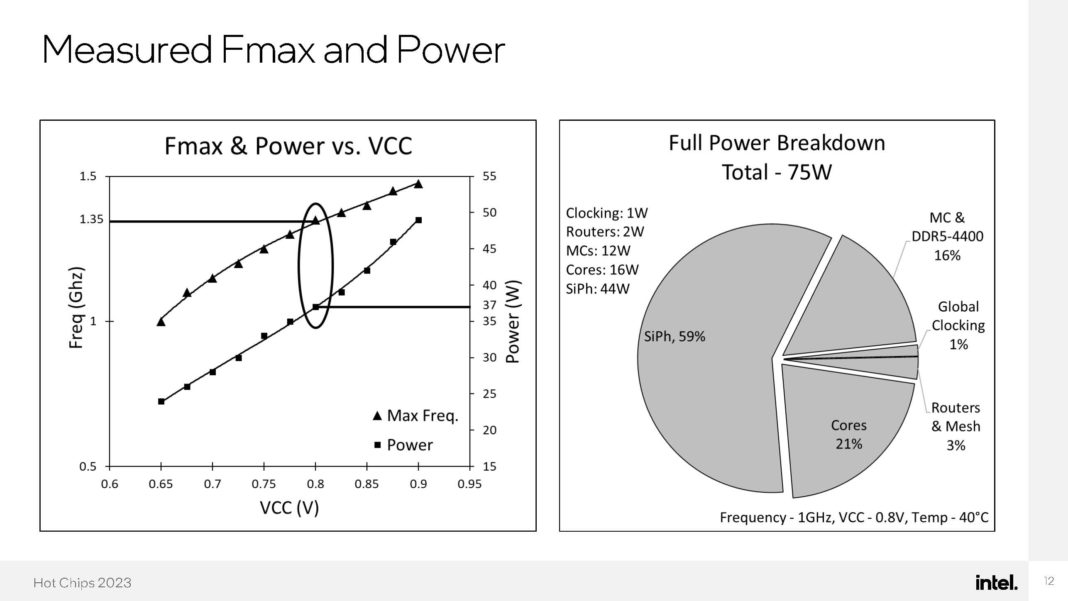 Measured Fmax and Power
Fmax & Power vs. VCC
1.5
1.35
1
0.5
Freq (Ghz)
55
50
45
40
37
35
30
25
20
15
Power (W)
Max Freq.
Power
0.6
0.65
0.7
0.75
0.8
0.85
0.9
0.95
VCC (V)
Full Power Breakdown
Total - 75W
Clocking: 1W
Routers: 2W
MCs: 12W
Cores: 16W
SiPh: 44W
SiPh, 59%
MC &
DDR5-4400
16%
Global
Clocking
1%
Routers
& Mesh
3%
Cores
21%
Frequency - 1GHz, VCC - 0.8V, Temp - 40°C
Hot Chips 2023
intel.
12